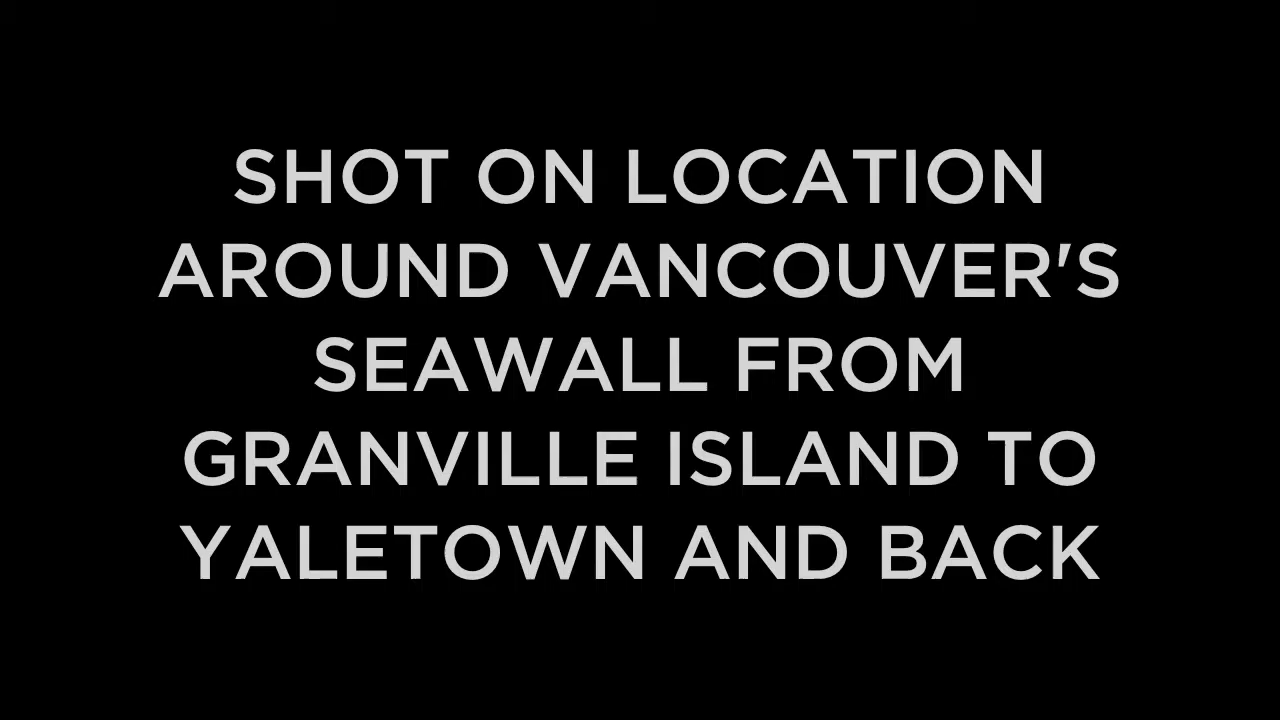 SHOT ON LOCATION
AROUND VANCOUVER'S
SEAWALL FROM
GRANVILLE ISLAND TO
YALETOWN AND BACK